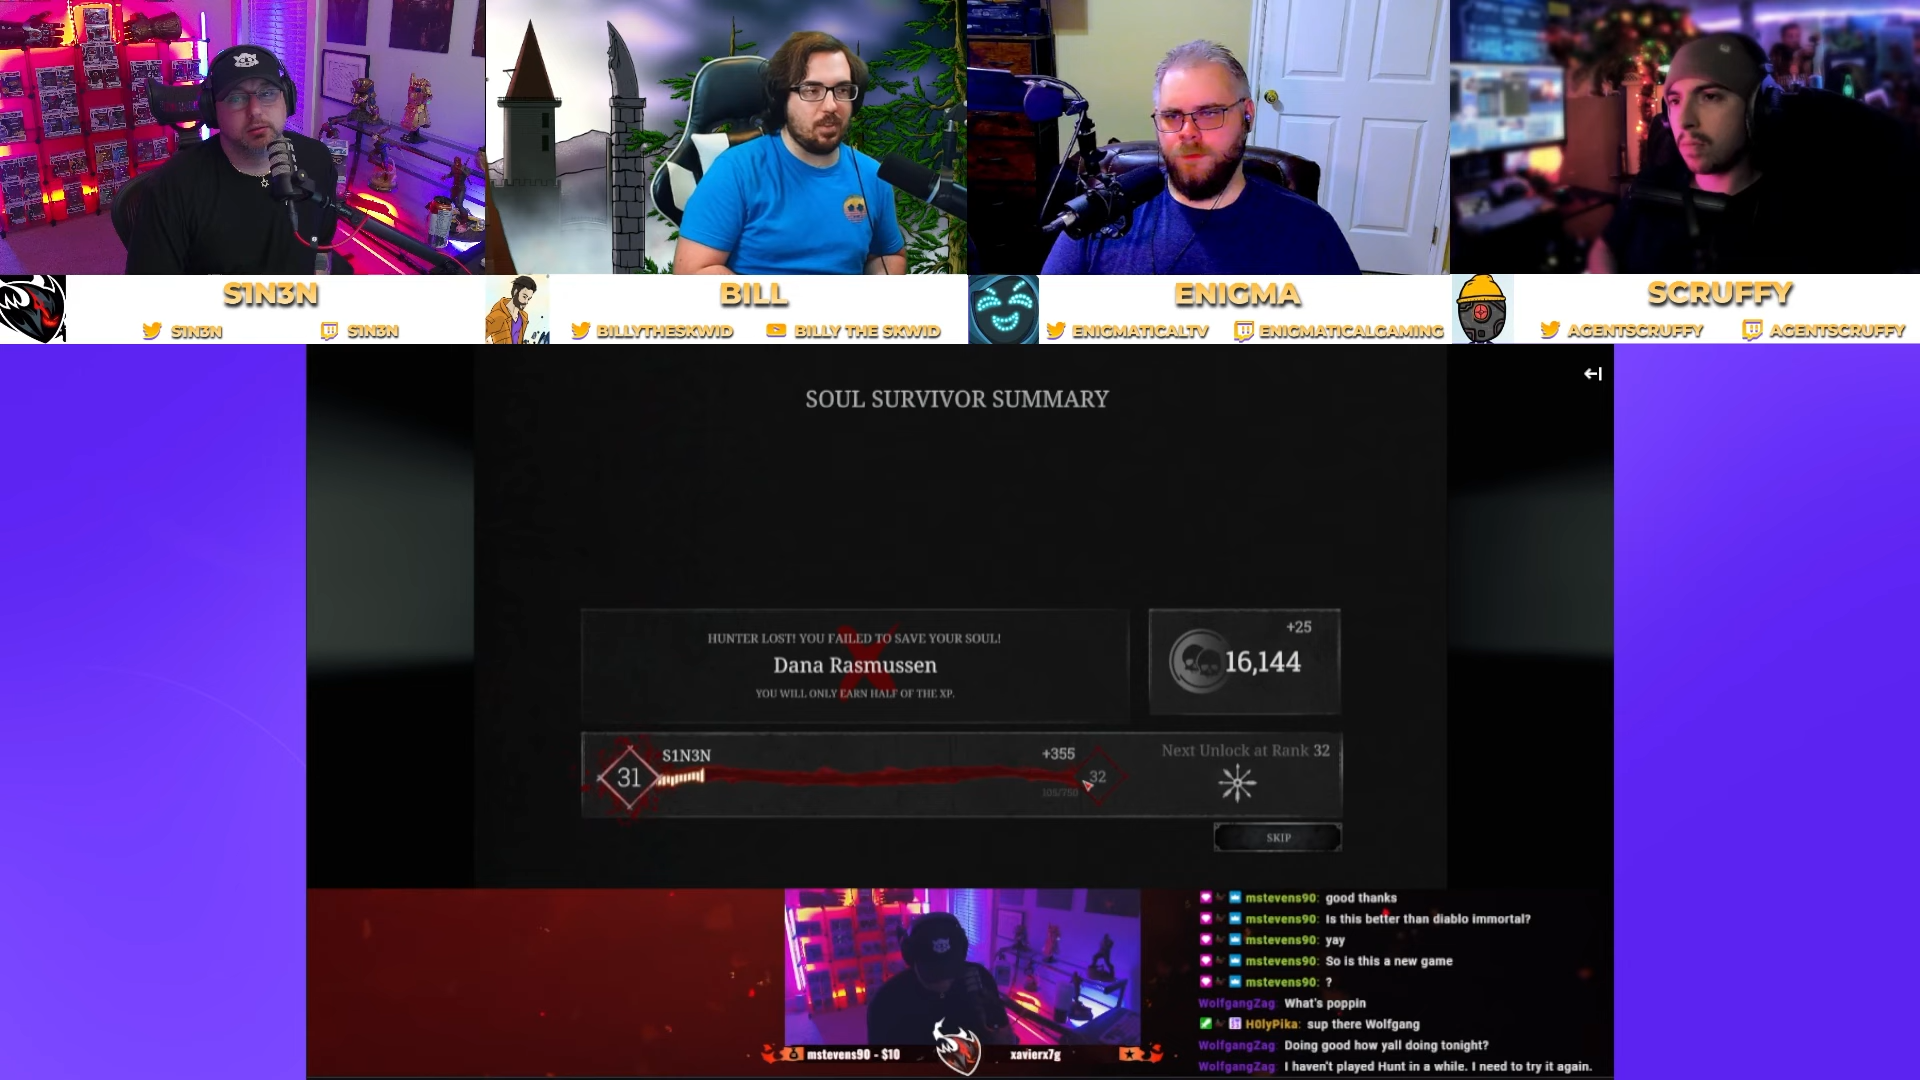 S1N3N
S1N3N
S1N3N
BILL
BILLYTHESKWID
BILLY THE SKWID
ENIGMA
ENIGMATICALTV
ENIGMATICALGAMING
SCRUFFY
AGENTSCRUFFY
AGENTSCRUFFY
SOUL SURVIVOR SUMMARY
HUNTER LOST! YOU FAILED TO SAVE YOUR SOUL!
Dana Rasmussen
YOU WILL ONLY EARN HALF OF THE XP.
+25
16,144
31
S1N3N
+355
105/750
32
Next Unlock at Rank 32
SKIP
mstevens90: good thanks
mstevens90: Is this better than diablo immortal?
mstevens90: yay
mstevens90: So is this a new game
mstevens90: ?
WolfgangZag: What's poppin
H0lyPika: sup there Wolfgang
WolfgangZag: Doing good how yall doing tonight?
WolfgangZag: I haven't played Hunt in a while. I need to try it again.
mstevens90 - $10
xavierx7g